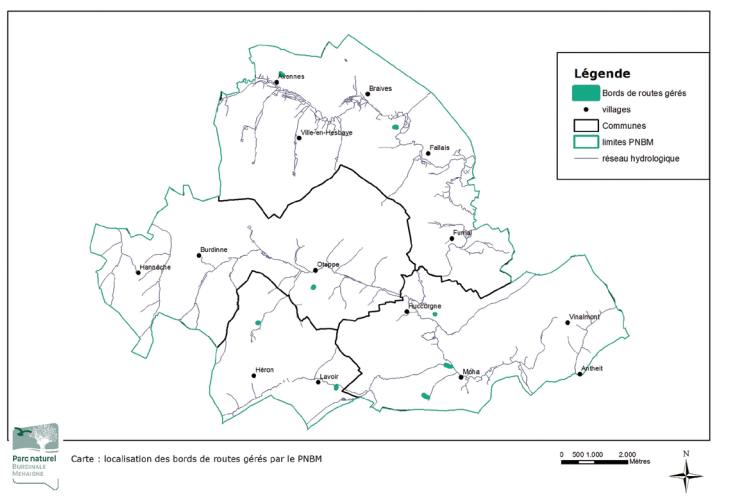 Légende
Bords de routes gérés
villages
Communes
limites PNBM
réseau hydrologique
Avennes
Braives
Ville-en-Hesbaye
Fallais
Fumal
Burdinne
Hannêche
Oteppe
Huccorgne
Vinalmont
Héron
Lavoir
Moha
Antheit
Parc naturel
BURDINALE
MEHAIGNE
Carte : localisation des bords de routes gérés par le PNBM
0 500 1.000 2.000
Mètres
N